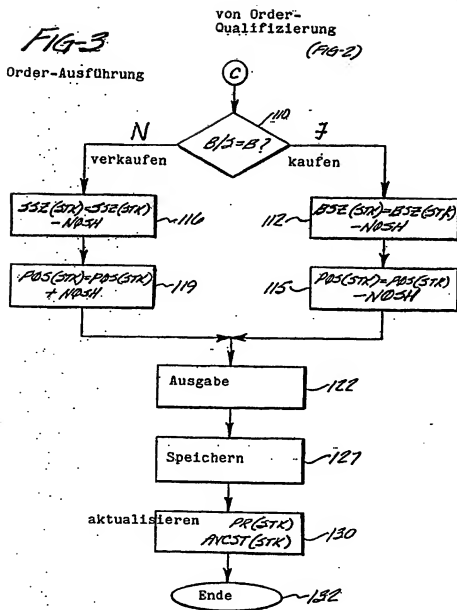 FIG-3
Order-Ausführung
von Order-
Qualifizierung
(FIG-2)
C
110
B/S=B?
N
verkaufen
J
kaufen
SSZ(STK)=SSZ(STK)
-NOSH
116
BSZ(STK)=BSZ(STK)
-NOSH
112
POS(STK)=POS(STK)
+NOSH
119
POS(STK)=POS(STK)
-NOSH
115
Ausgabe
122
Speichern
127
aktualisieren PR(STK)
AVCST(STK)
130
Ende
132